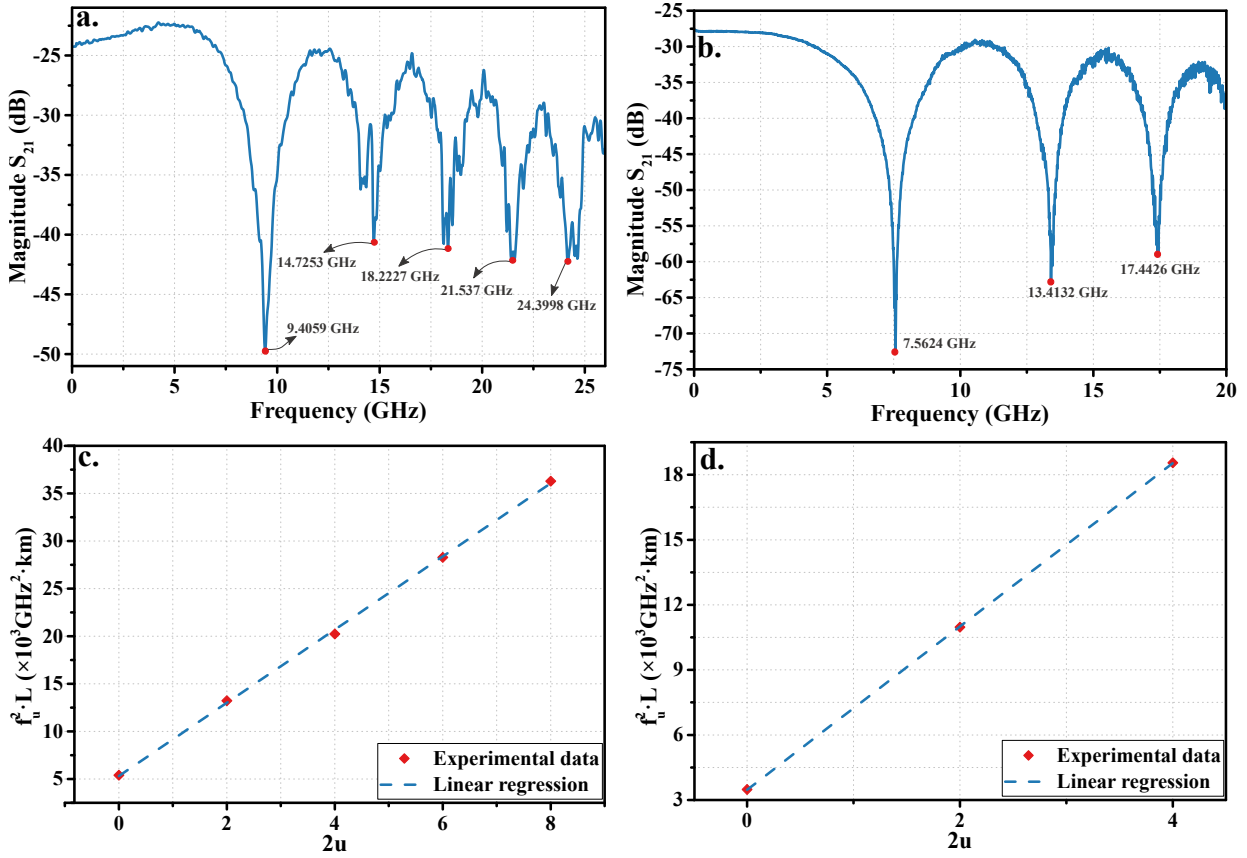 a.
Magnitude S21 (dB)
-25
-30
-35
-40
-45
-50
14.7253 GHz
18.2227 GHz
21.537 GHz
24.3998 GHz
9.4059 GHz
0 5 10 15 20 25
Frequency (GHz)
b.
Magnitude S21 (dB)
-25
-30
-35
-40
-45
-50
-55
-60
-65
-70
-75
17.4426 GHz
13.4132 GHz
7.5624 GHz
0 5 10 15 20
Frequency (GHz)
c.
f²u·L (×10³GHz²·km)
40
35
30
25
20
15
10
5
Experimental data
Linear regression
0 2 4 6 8
2u
d.
f²u·L (×10³GHz²·km)
18
15
12
9
6
3
Experimental data
Linear regression
0 2 4
2u